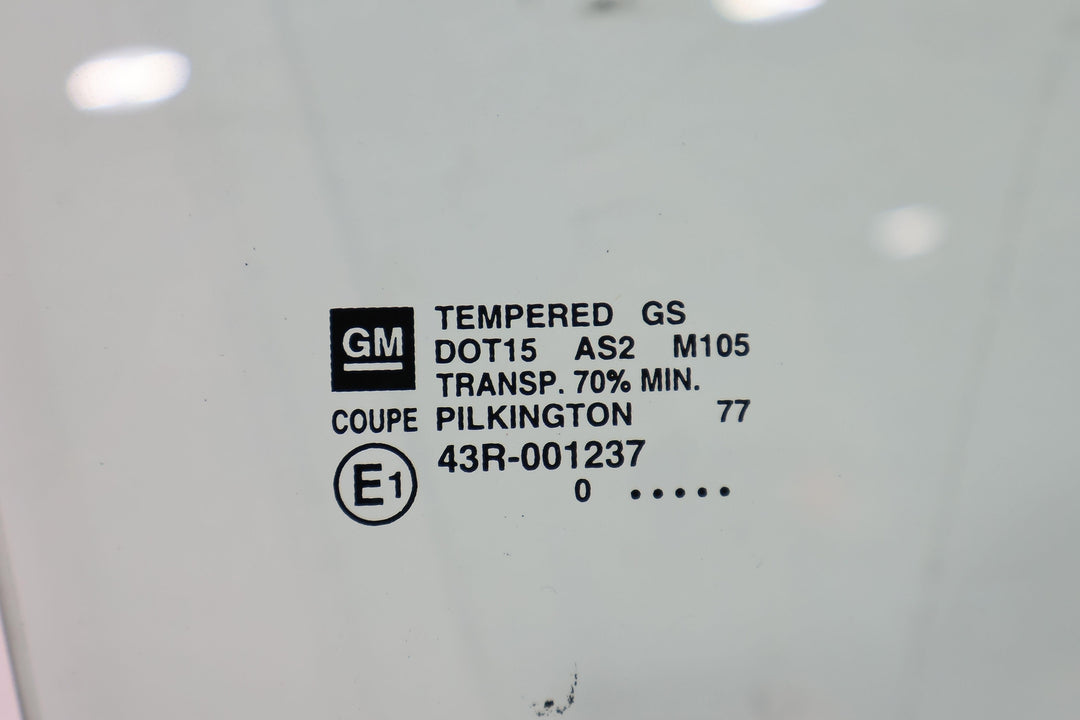 GM TEMPERED GS
DOT15 AS2 M105
TRANSP. 70% MIN.
COUPE PILKINGTON 77
E1 43R-001237
0 .....